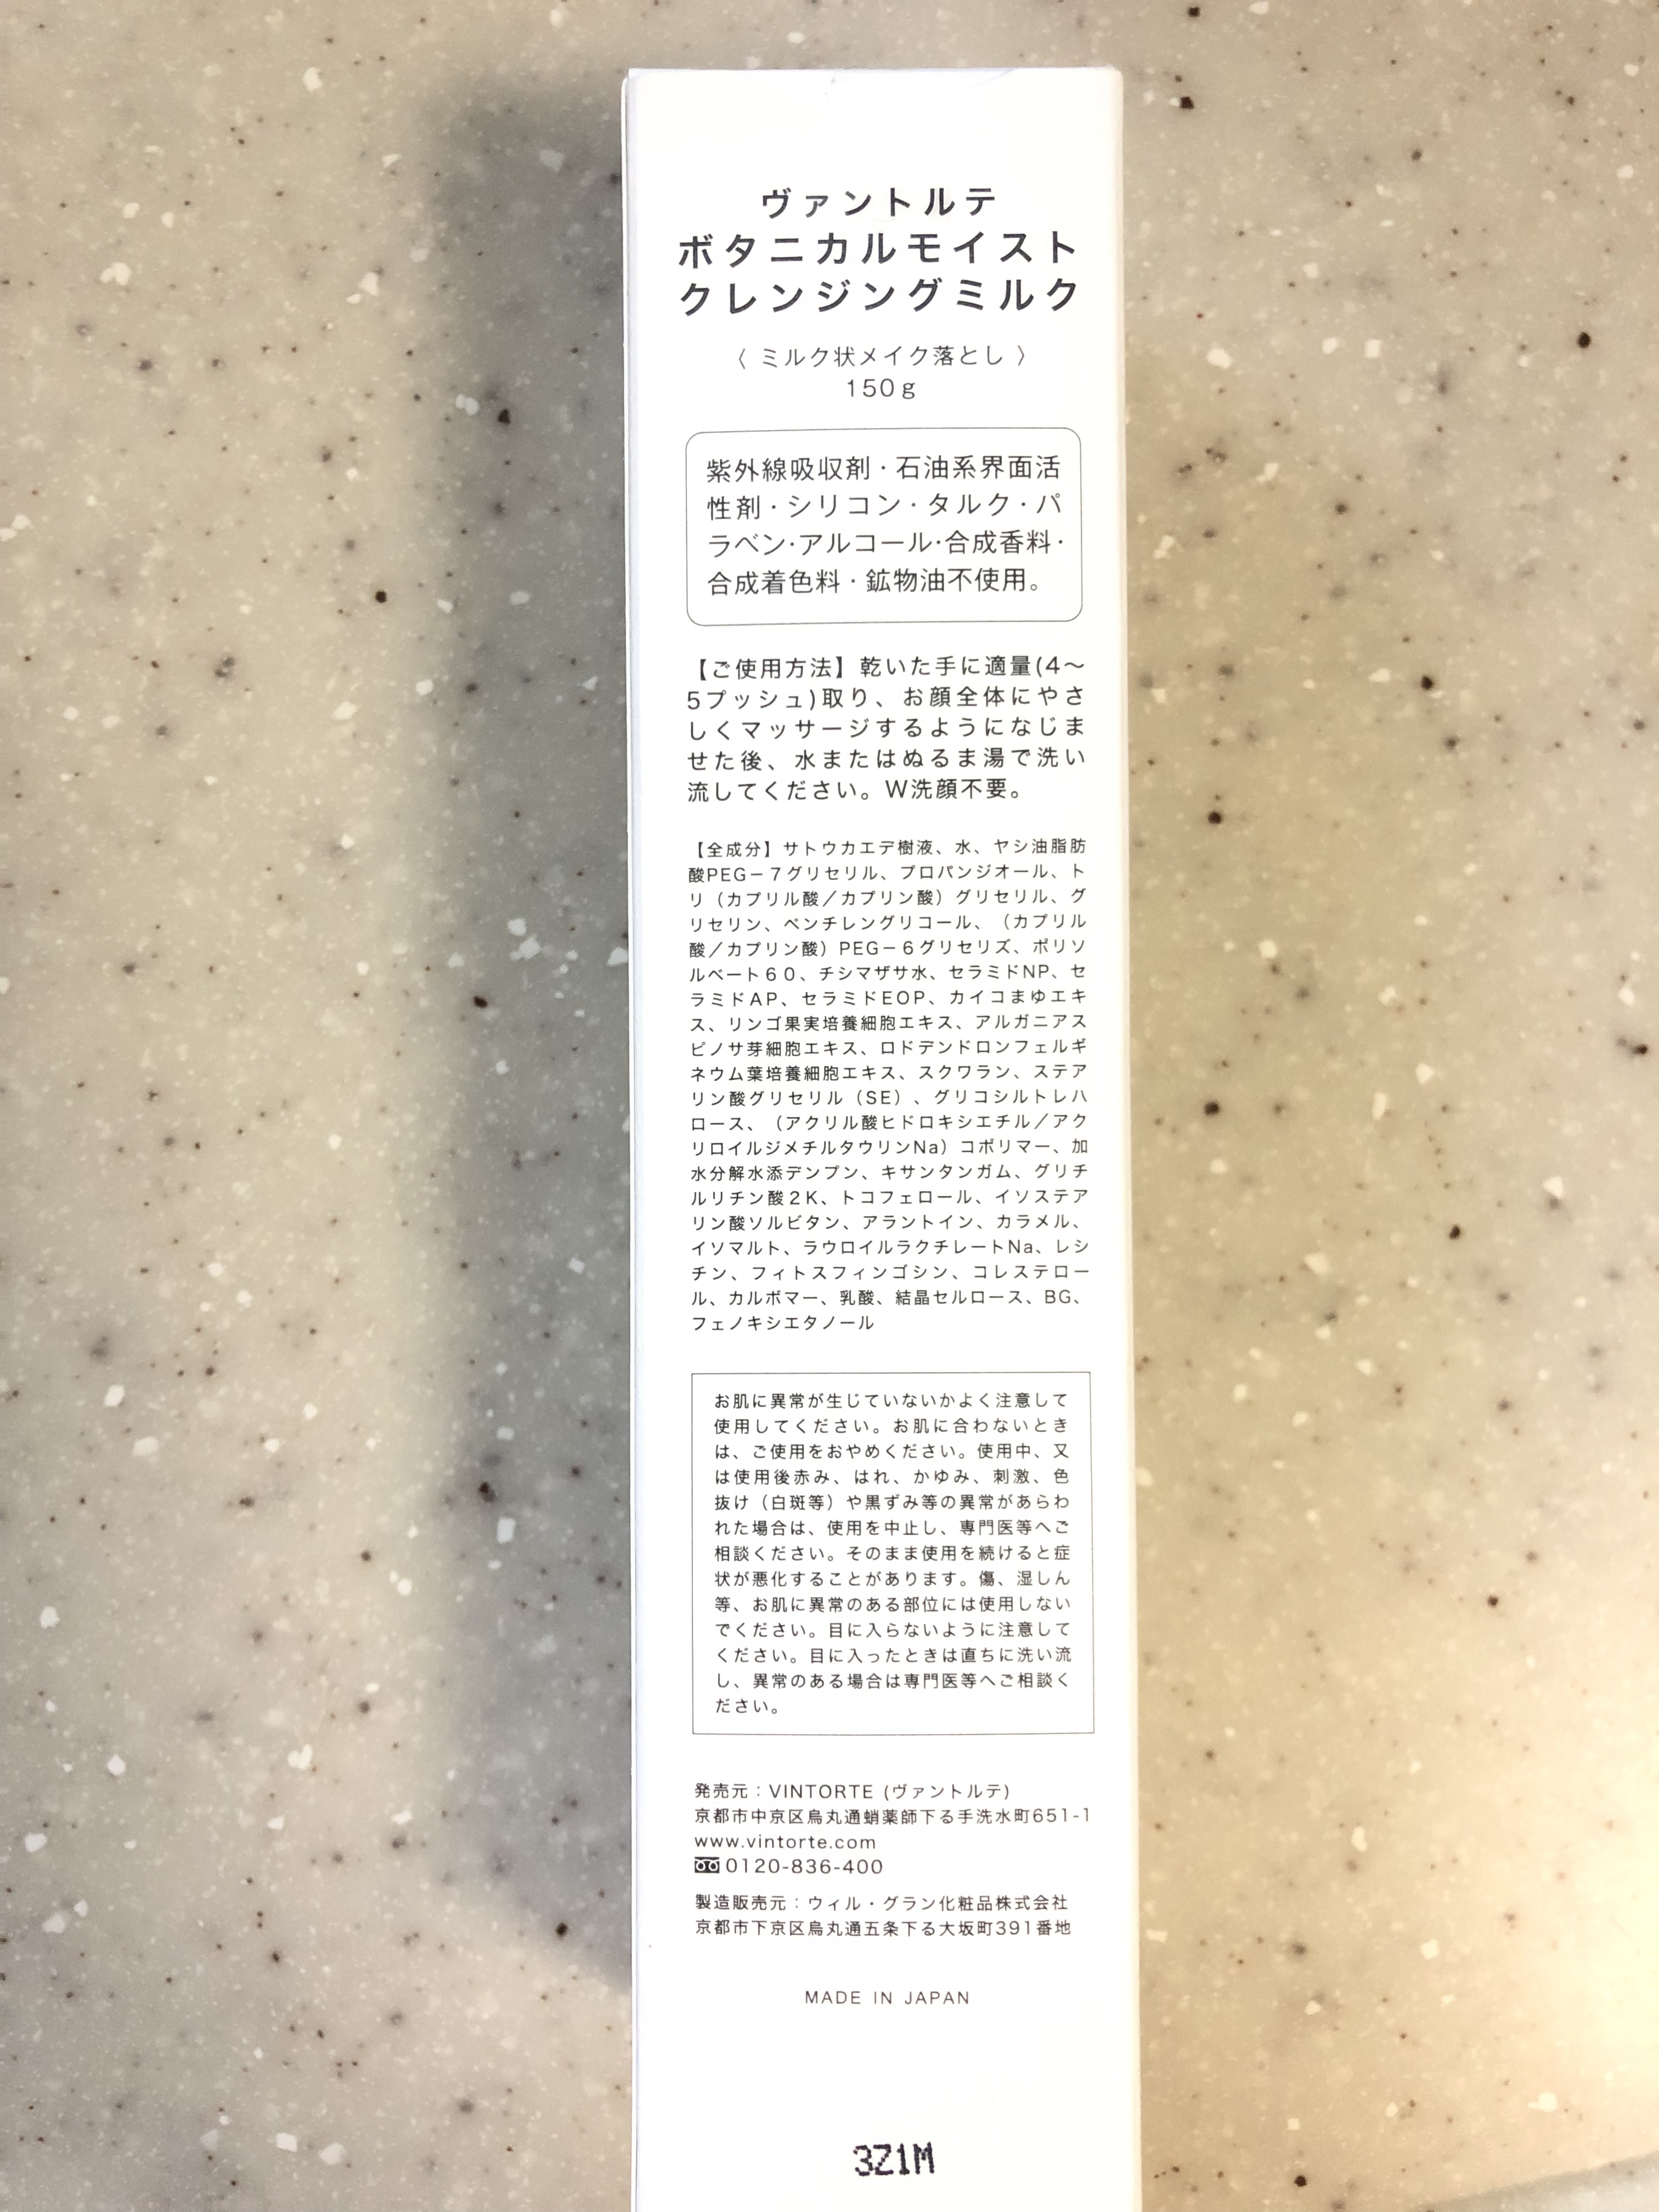 ヴァントルテ
ボタニカルモイスト
クレンジングミルク
〈 ミルク状メイク落とし 〉
150g
紫外線吸収剤・石油系界面活
性剤・シリコン・タルク・パ
ラベン・アルコール・合成香料・
合成着色料・鉱物油不使用。
【ご使用方法】乾いた手に適量(4〜
5プッシュ)取り、お顔全体にやさ
しくマッサージするようになじま
せた後、水またはぬるま湯で洗い
流してください。W洗顔不要。
【全成分】サトウカエデ樹液、水、ヤシ油脂肪
酸PEG－7グリセリル、プロパンジオール、ト
リ（カプリル酸／カプリン酸）グリセリル、グ
リセリン、ペンチレングリコール、（カプリル
酸／カプリン酸）PEG－6グリセリズ、ポリソ
ルベート６０、チシマザサ水、セラミドNP、セ
ラミドAP、セラミドEOP、カイコまゆエキ
ス、リンゴ果実培養細胞エキス、アルガニアス
ピノサ芽細胞エキス、ロドデンドロンフェルギ
ネウム葉培養細胞エキス、スクワラン、ステア
リン酸グリセリル（SE）、グリコシルトレハ
ロース、（アクリル酸ヒドロキシエチル／アク
リロイルジメチルタウリンNa）コポリマー、加
水分解水添デンプン、キサンタンガム、グリチ
ルリチン酸２K、トコフェロール、イソステア
リン酸ソルビタン、アラントイン、カラメル、
イソマルト、ラウロイルラクチレートNa、レシ
チン、フィトスフィンゴシン、コレステロー
ル、カルボマー、乳酸、結晶セルロース、BG、
フェノキシエタノール
お肌に異常が生じていないかよく注意して
使用してください。お肌に合わないとき
は、ご使用をおやめください。使用中、又
は使用後赤み、はれ、かゆみ、刺激、色
抜け（白斑等）や黒ずみ等の異常があらわ
れた場合は、使用を中止し、専門医等へご
相談ください。そのまま使用を続けると症
状が悪化することがあります。傷、湿しん
等、お肌に異常のある部位には使用しない
でください。目に入らないように注意して
ください。目に入ったときは直ちに洗い流
し、異常のある場合は専門医等へご相談く
ださい。
発売元：VINTORTE (ヴァントルテ)
京都市中京区烏丸通蛸薬師下る手洗水町651-1
www.vintorte.com
0120-836-400
製造販売元：ウィル・グラン化粧品株式会社
京都市下京区烏丸通五条下る大坂町391番地
MADE IN JAPAN
3Z1M